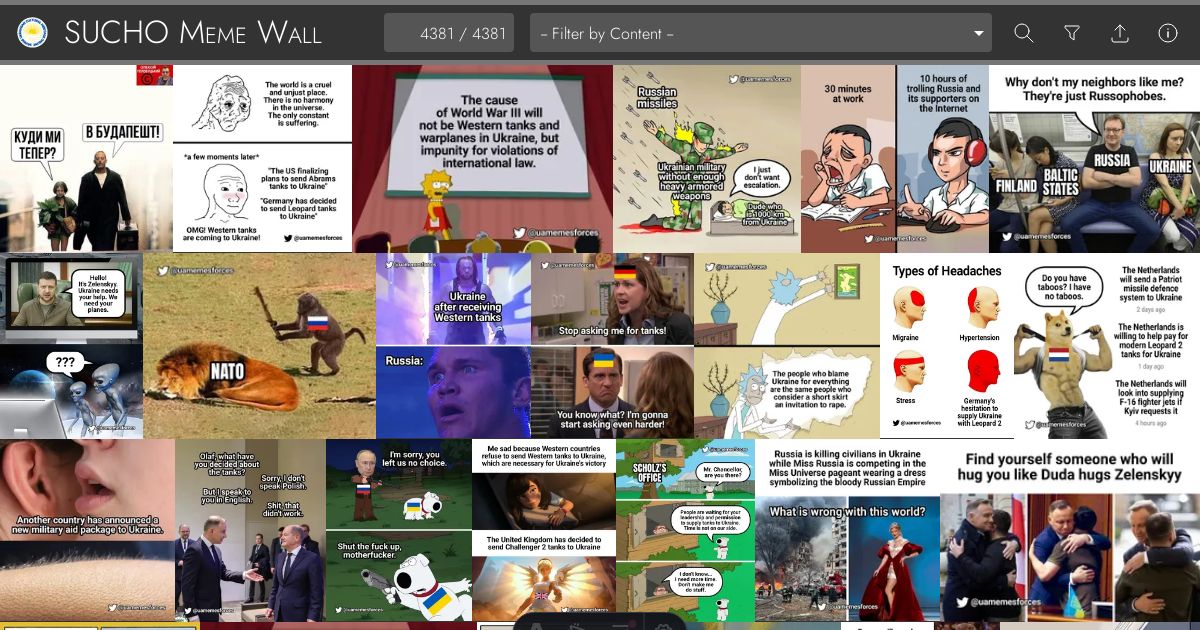 SUCHO MEME WALL
4381 / 4381
-- Filter by Content --
КУДИ МИ
ТЕПЕР?
В БУДАПЕШТ!
The world is a cruel
and unjust place.
There is no harmony
in the universe.
The only constant
is suffering.
*a few moments later*
"The US finalizing
plans to send Abrams
tanks to Ukraine"
"Germany has decided
to send Leopard tanks
to Ukraine"
OMG! Western tanks
are coming to Ukraine!
@uamemesforces
The cause
of World War III will
not be Western tanks and
warplanes in Ukraine, but
impunity for violations of
international law.
@uamemesforces
@uamemesforces
Russian
missiles
Ukrainian military
without enough
heavy armored
weapons
I just
don't want
escalation.
Dude who
is 1000 km
from Ukraine
30 minutes
at work
10 hours of
trolling Russia and
its supporters on
the Internet
@uamemesforces
Why don't my neighbors like me?
They're just Russophobes.
FINLAND
BALTIC
STATES
RUSSIA
UKRAINE
@uamemesforces
Hello!
It's Zelenskyy.
Ukraine needs
your help. We
need your
planes.
???
@uamemesforces
@uamemesforces
NATO
@uamemesforces
Ukraine
after receiving
Western tanks
Russia:
@uamemesforces
Stop asking me for tanks!
You know what? I'm gonna
start asking even harder!
@uamemesforces
The people who blame
Ukraine for everything
are the same people who
consider a short skirt
an invitation to rape.
Types of Headaches
Migraine
Hypertension
Stress
Germany's
hesitation to
supply Ukraine
with Leopard 2
@uamemesforces
Do you have
taboos? I have
no taboos.
The Netherlands
will send a Patriot
missile defence
system to Ukraine
2 days ago
The Netherlands is
willing to help pay for
modern Leopard 2
tanks for Ukraine
1 day ago
The Netherlands will
look into supplying
F-16 fighter jets if
Kyiv requests it
4 hours ago
@uamemesforces
Another country has announced a
new military aid package to Ukraine.
@uamemesforces
Olaf, what have
you decided about
the tanks?
Sorry, I don't
speak Polish.
But I speak to
you in English.
Shit, that
didn't work.
@uamemesforces
I'm sorry, you
left us no choice.
Shut the fuck up,
motherfucker.
@uamemesforces
Me sad because Western countries
refuse to send Western tanks to Ukraine,
which are necessary for Ukraine's victory
The United Kingdom has decided to
send Challenger 2 tanks to Ukraine
@uamemesforces
@uamemesforces
SCHOLZ'S
OFFICE
Mr. Chancellor,
are you there?
People are waiting for your
leadership and permission
to supply tanks to Ukraine.
Time is not on our side.
I don't know...
I need more time.
Don't make me
do stuff.
Russia is killing civilians in Ukraine
while Miss Russia is competing in the
Miss Universe pageant wearing a dress
symbolizing the bloody Russian Empire
What is wrong with this world?
@uamemesforces
Find yourself someone who will
hug you like Duda hugs Zelenskyy
@uamemesforces